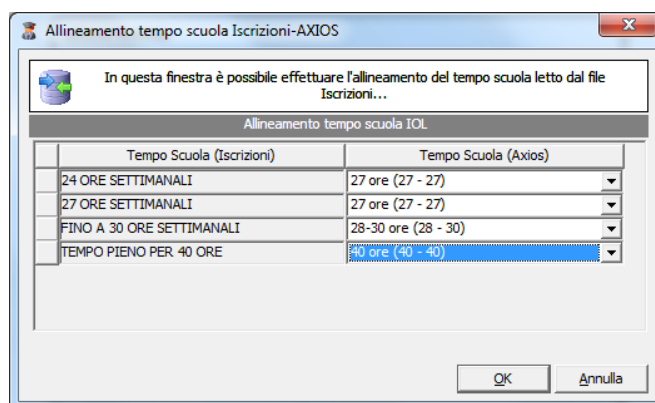 Allineamento tempo scuola Iscrizioni-AXIOS
In questa finestra è possibile effettuare l'allineamento del tempo scuola letto dal file
Iscrizioni...
Allineamento tempo scuola IOL
Tempo Scuola (Iscrizioni) Tempo Scuola (Axios)
24 ORE SETTIMANALI 27 ore (27 - 27)
27 ORE SETTIMANALI 27 ore (27 - 27)
FINO A 30 ORE SETTIMANALI 28-30 ore (28 - 30)
TEMPO PIENO PER 40 ORE 40 ore (40 - 40)
OK Annulla